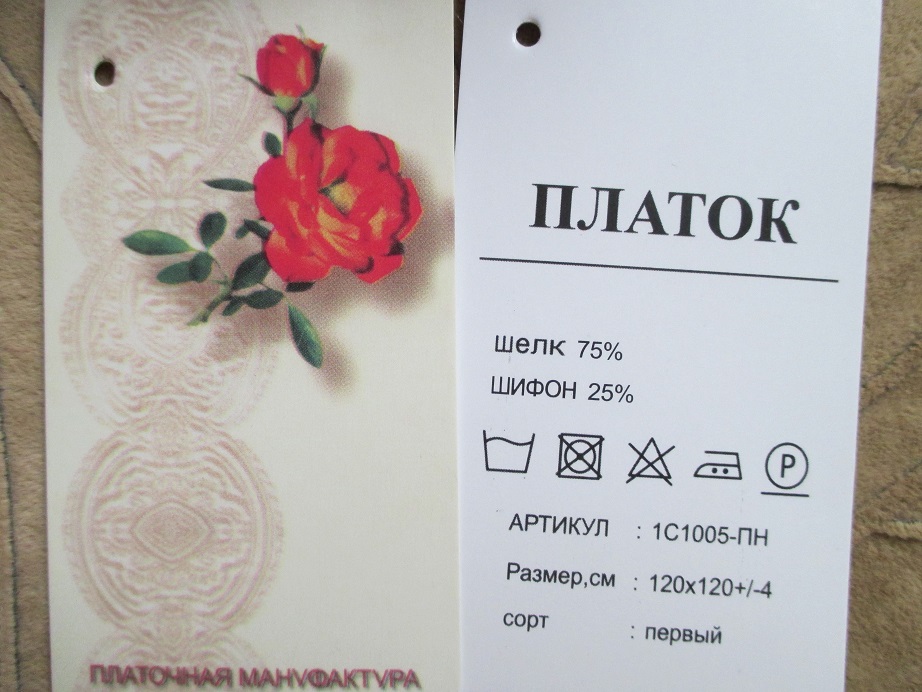 ПЛАТОЧНАЯ МАНУФАКТУРА
ПЛАТОК
шелк 75%
ШИФОН 25%
P
АРТИКУЛ : 1С1005-ПН
Размер,см : 120х120+/-4
сорт : первый